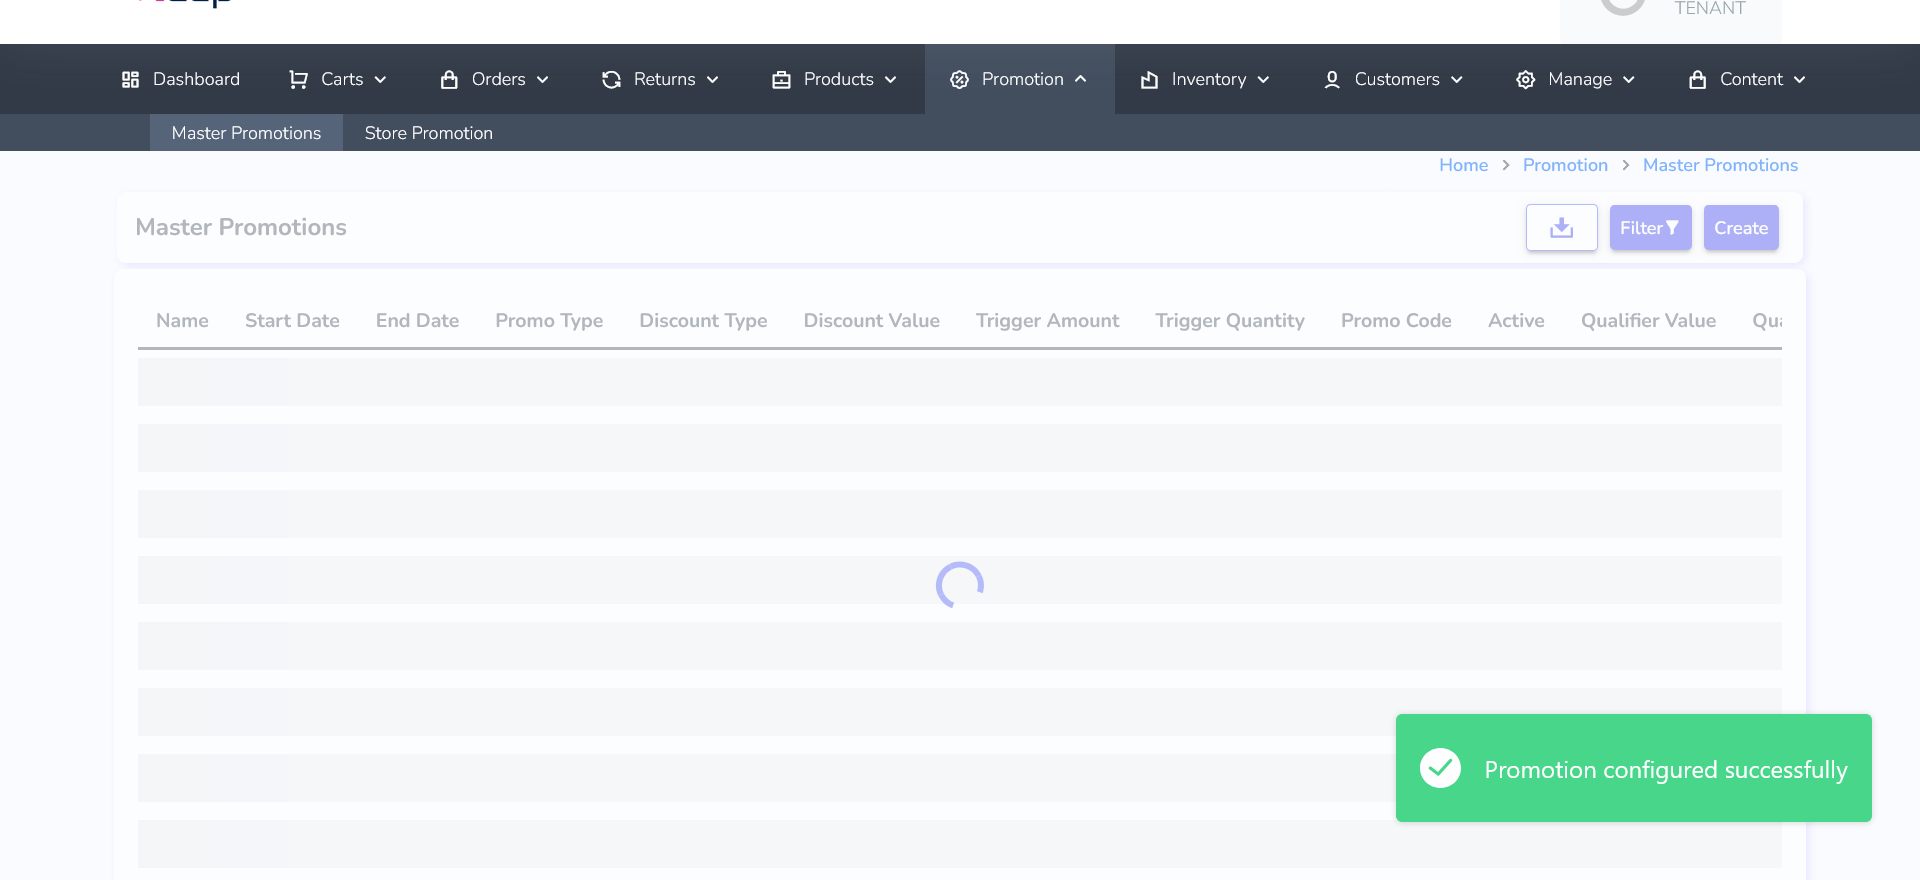 TENANT
Dashboard Carts Orders Returns Products Promotion Inventory Customers Manage Content
Master Promotions Store Promotion
Home > Promotion > Master Promotions
Master Promotions
Filter Create
Name Start Date End Date Promo Type Discount Type Discount Value Trigger Amount Trigger Quantity Promo Code Active Qualifier Value
Promotion configured successfully